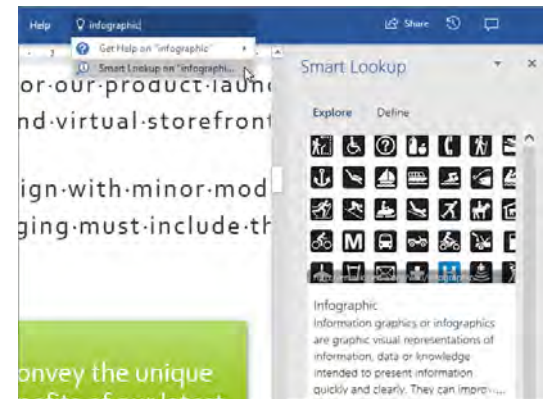 Help infographic Share
Get Help on "infographic"
Smart Lookup on "infographi...
or·our·product·laun
nd·virtual·storefront
ign·with·minor·mod
ging·must·include·th
onvey the unique
Smart Lookup
Explore Define
M
H
Infographic
Information graphics or infographics
are graphic visual representations of
information, data or knowledge
intended to present information
quickly and clearly. They can improv....